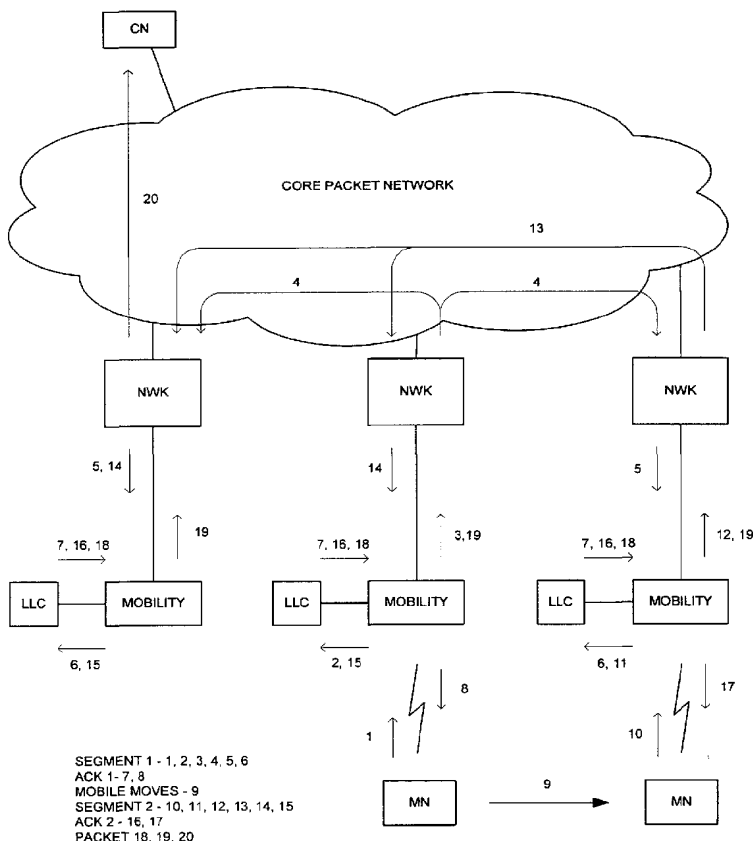 CN
20
CORE PACKET NETWORK
13
4
4
NWK
NWK
NWK
5, 14
14
5
19
3,19
12, 19
7, 16, 18
7, 16, 18
7, 16, 18
LLC
MOBILITY
LLC
MOBILITY
LLC
MOBILITY
6, 15
2, 15
6, 11
8
17
1
10
SEGMENT 1 - 1, 2, 3, 4, 5, 6
ACK 1- 7, 8
MOBILE MOVES - 9
SEGMENT 2 - 10, 11, 12, 13, 14, 15
ACK 2 - 16, 17
PACKET 18, 19, 20
MN
9
MN